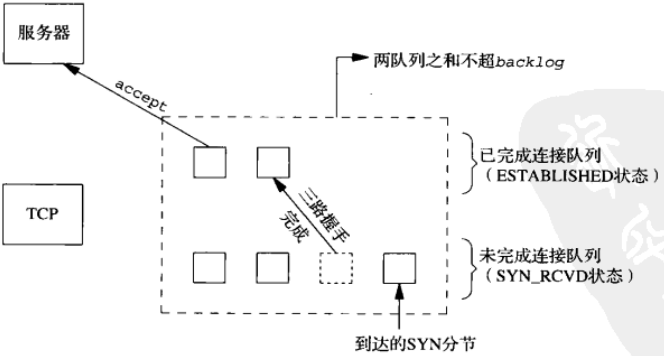 服务器
两队列之和不超backlog
accept
已完成连接队列
（ESTABLISHED状态）
TCP
三路握手
完成
未完成连接队列
（SYN_RCVD状态）
到达的SYN分节